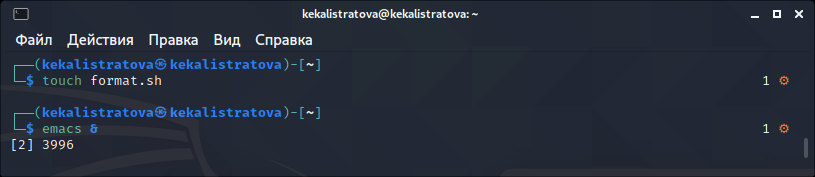 kekalistratova@kekalistratova: ~
Файл Действия Правка Вид Справка
┌──(kekalistratova㉿kekalistratova)-[~]
└─$ touch format.sh 1 ⚙
┌──(kekalistratova㉿kekalistratova)-[~]
└─$ emacs & 1 ⚙
[2] 3996